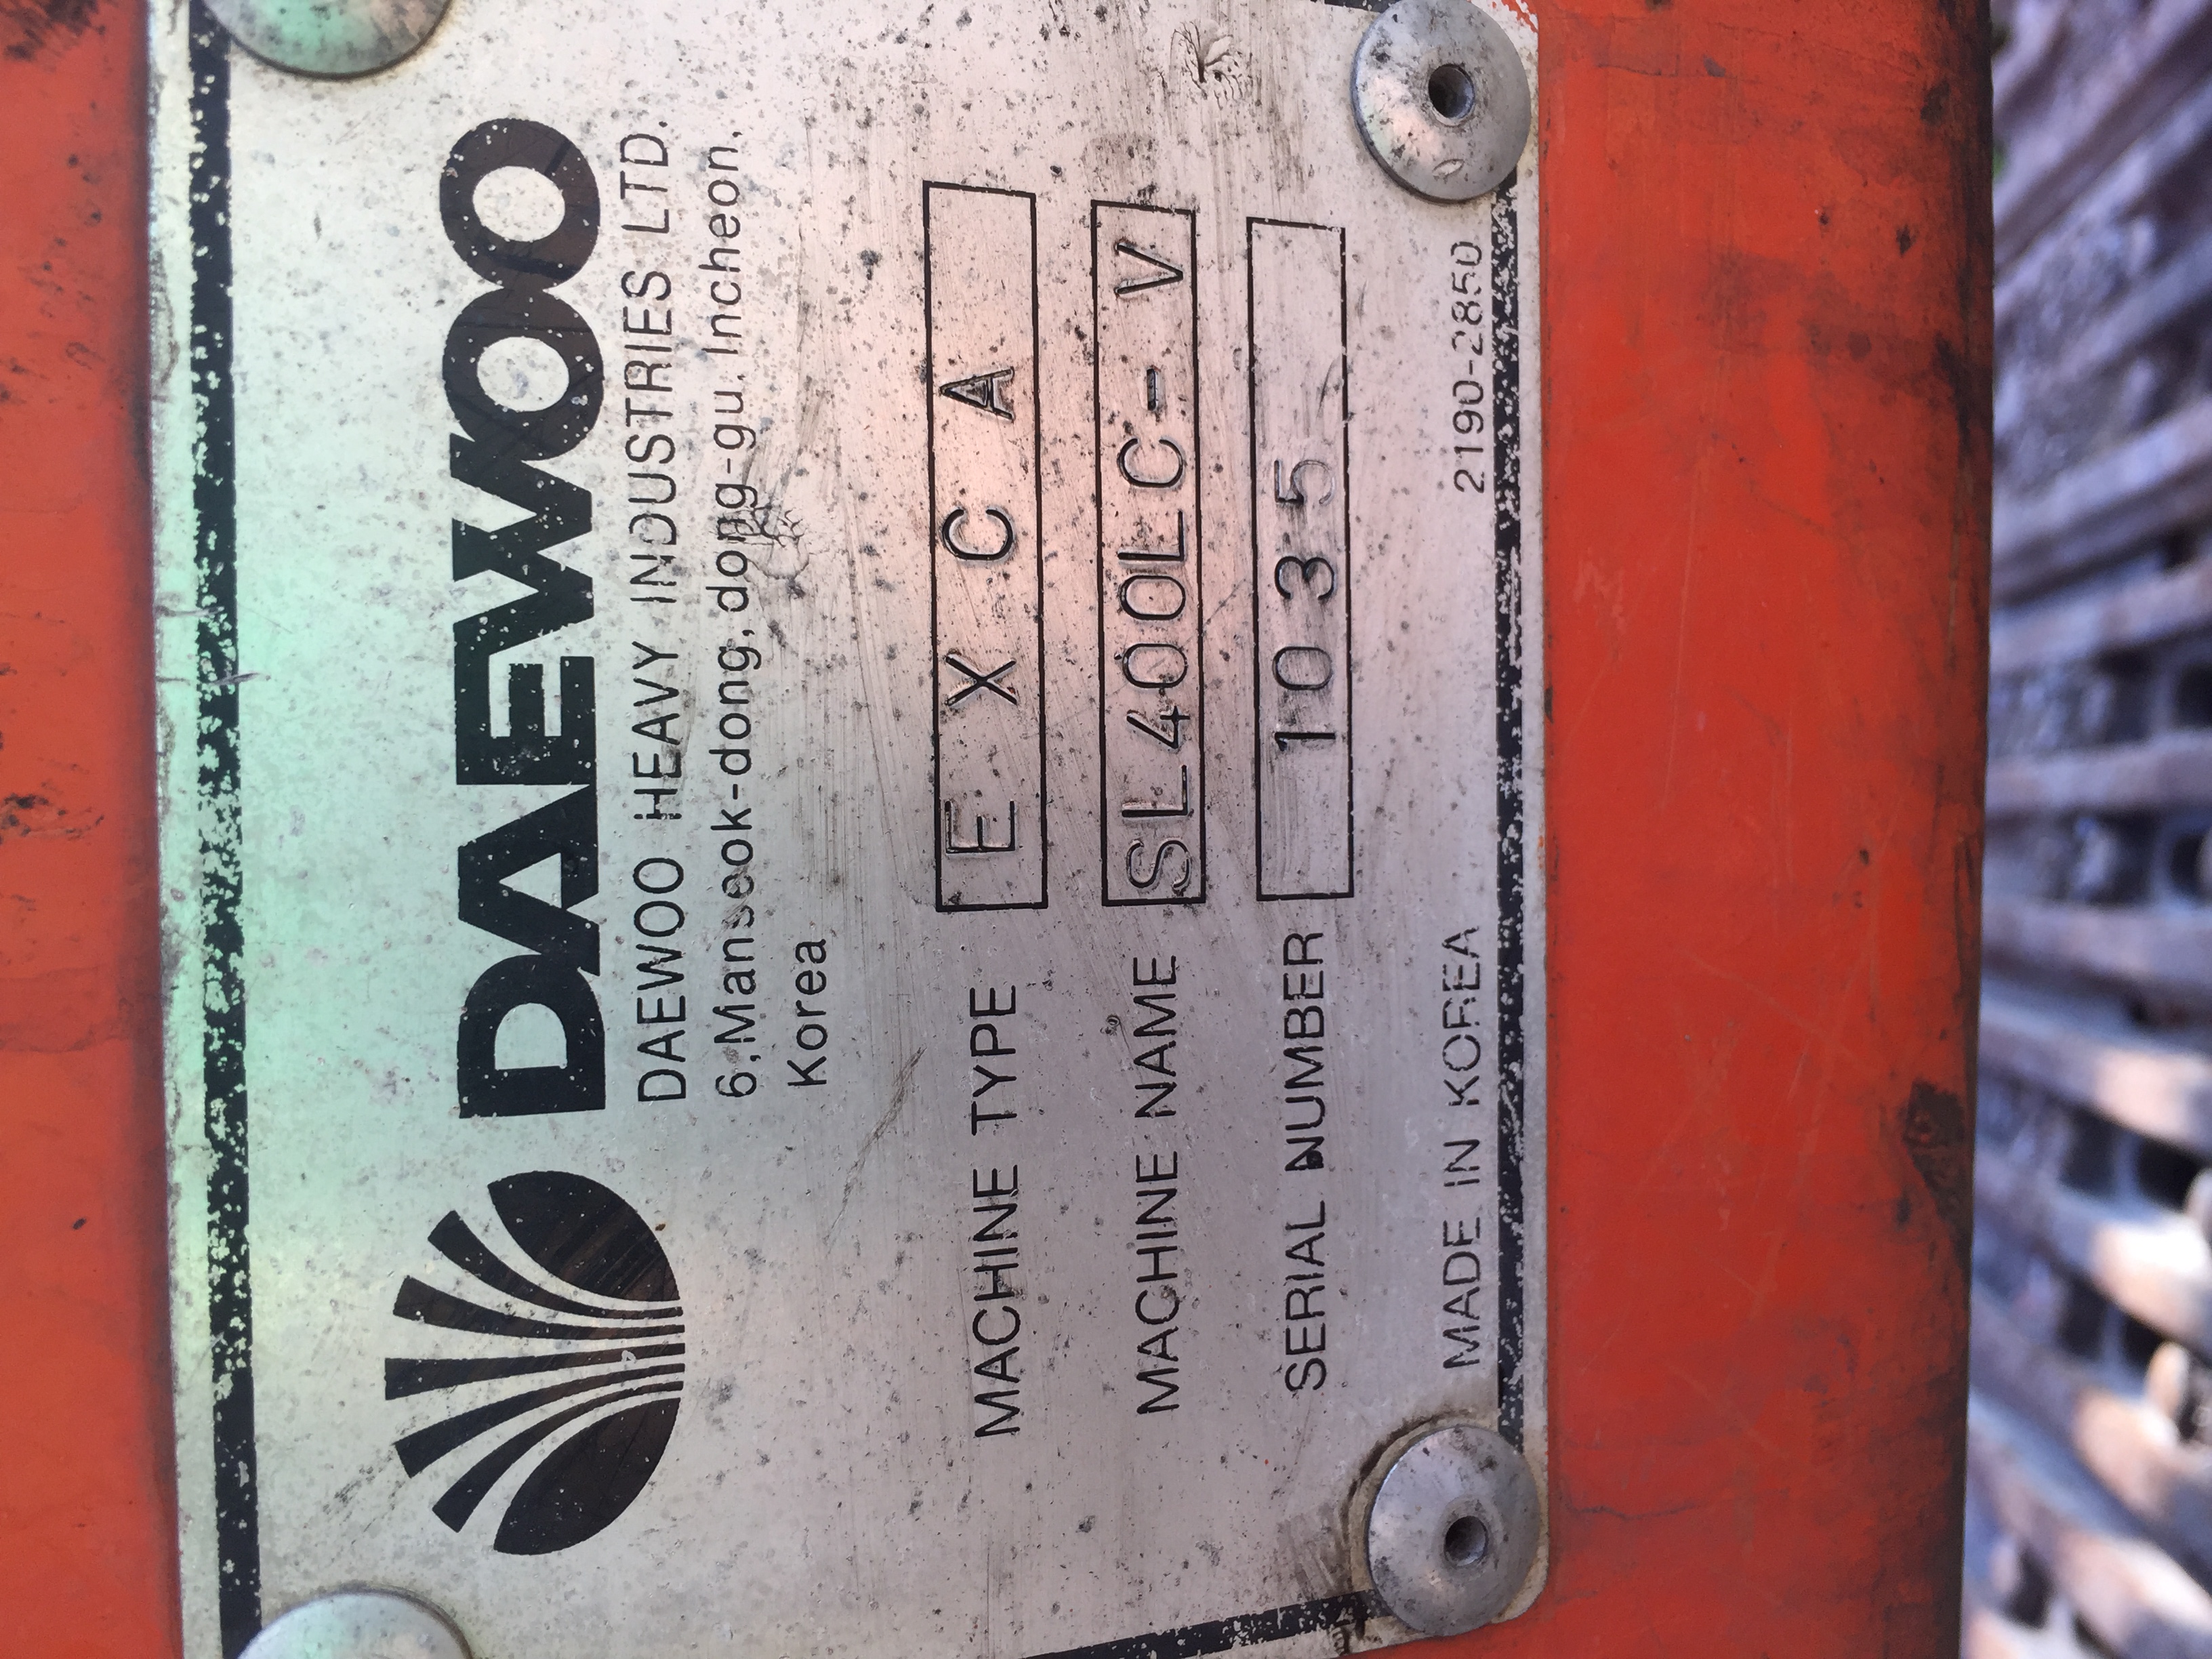 DAEWOO
DAEWOO HEAVY INDUSTRIES LTD.
6,Manseok-dong, dong-gu. Incheon,
Korea
MACHINE TYPE EXCA
MACHINE NAME SL400LC-V
SERIAL NUMBER 1035
MADE IN KOREA 2190-2850